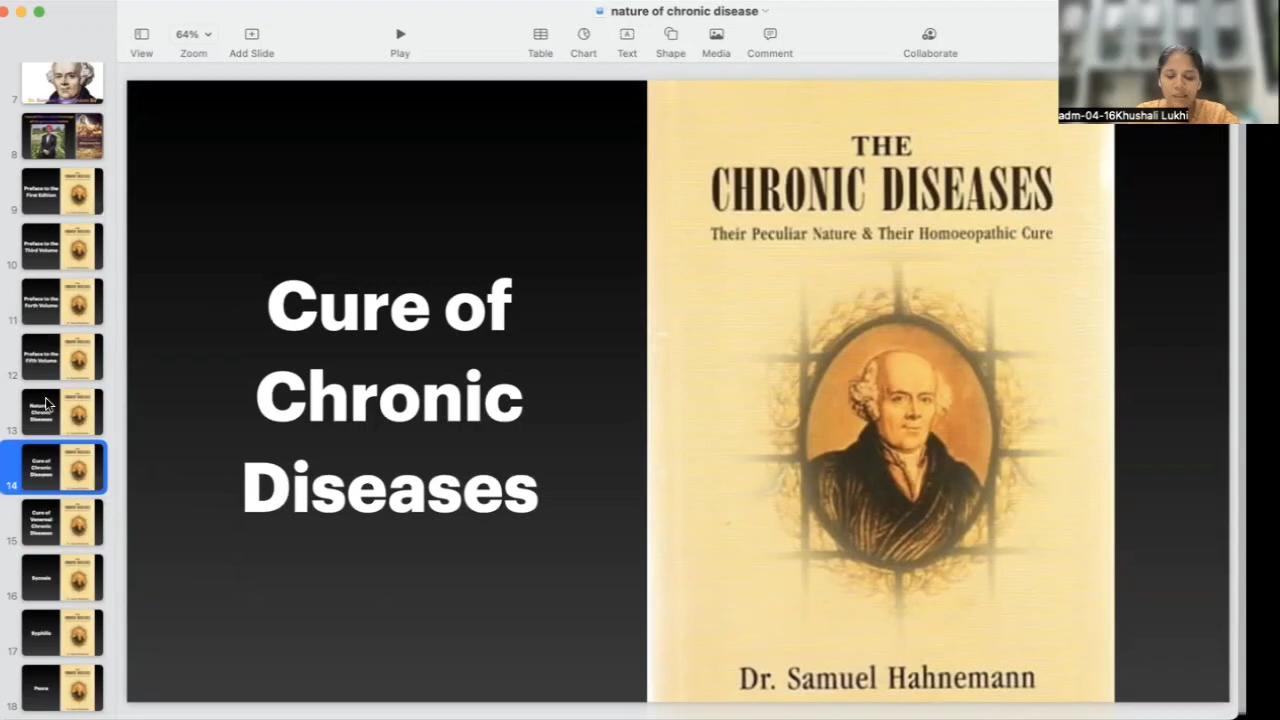 nature of chronic disease
64%
View
Zoom
Add Slide
Play
Table
Chart
Text
Shape
Media
Comment
Collaborate
adm-04-16Khushali Lukhi
7
8
Preface to the
First Edition
9
Preface to the
Third Volume
10
Preface to the
Forth Volume
11
Preface to the
Fifth Volume
12
Diseases
13
Cure of
Chronic
Diseases
14
Cure of
Venereal
Chronic
Diseases
15
Sycosis
16
Syphilis
17
Psora
18
Cure of
Chronic
Diseases
THE
CHRONIC DISEASES
Their Peculiar Nature & Their Homoeopathic Cure
Dr. Samuel Hahnemann